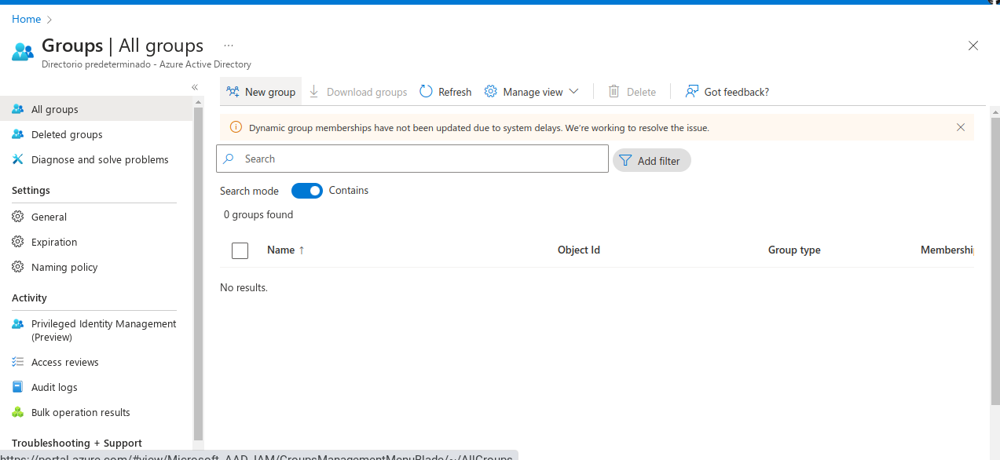 Home
Groups | All groups ...
Directorio predeterminado - Azure Active Directory
All groups
Deleted groups
Diagnose and solve problems
Settings
General
Expiration
Naming policy
Activity
Privileged Identity Management
(Preview)
Access reviews
Audit logs
Bulk operation results
Troubleshooting + Support
New group Download groups Refresh Manage view Delete Got feedback?
Dynamic group memberships have not been updated due to system delays. We're working to resolve the issue.
Search Add filter
Search mode Contains
0 groups found
Name ↑ Object Id Group type Membershi
No results.
https://portal.azure.com/#view/Microsoft_AAD_IAM/GroupsManagementMenuBlade/~/AllGroups